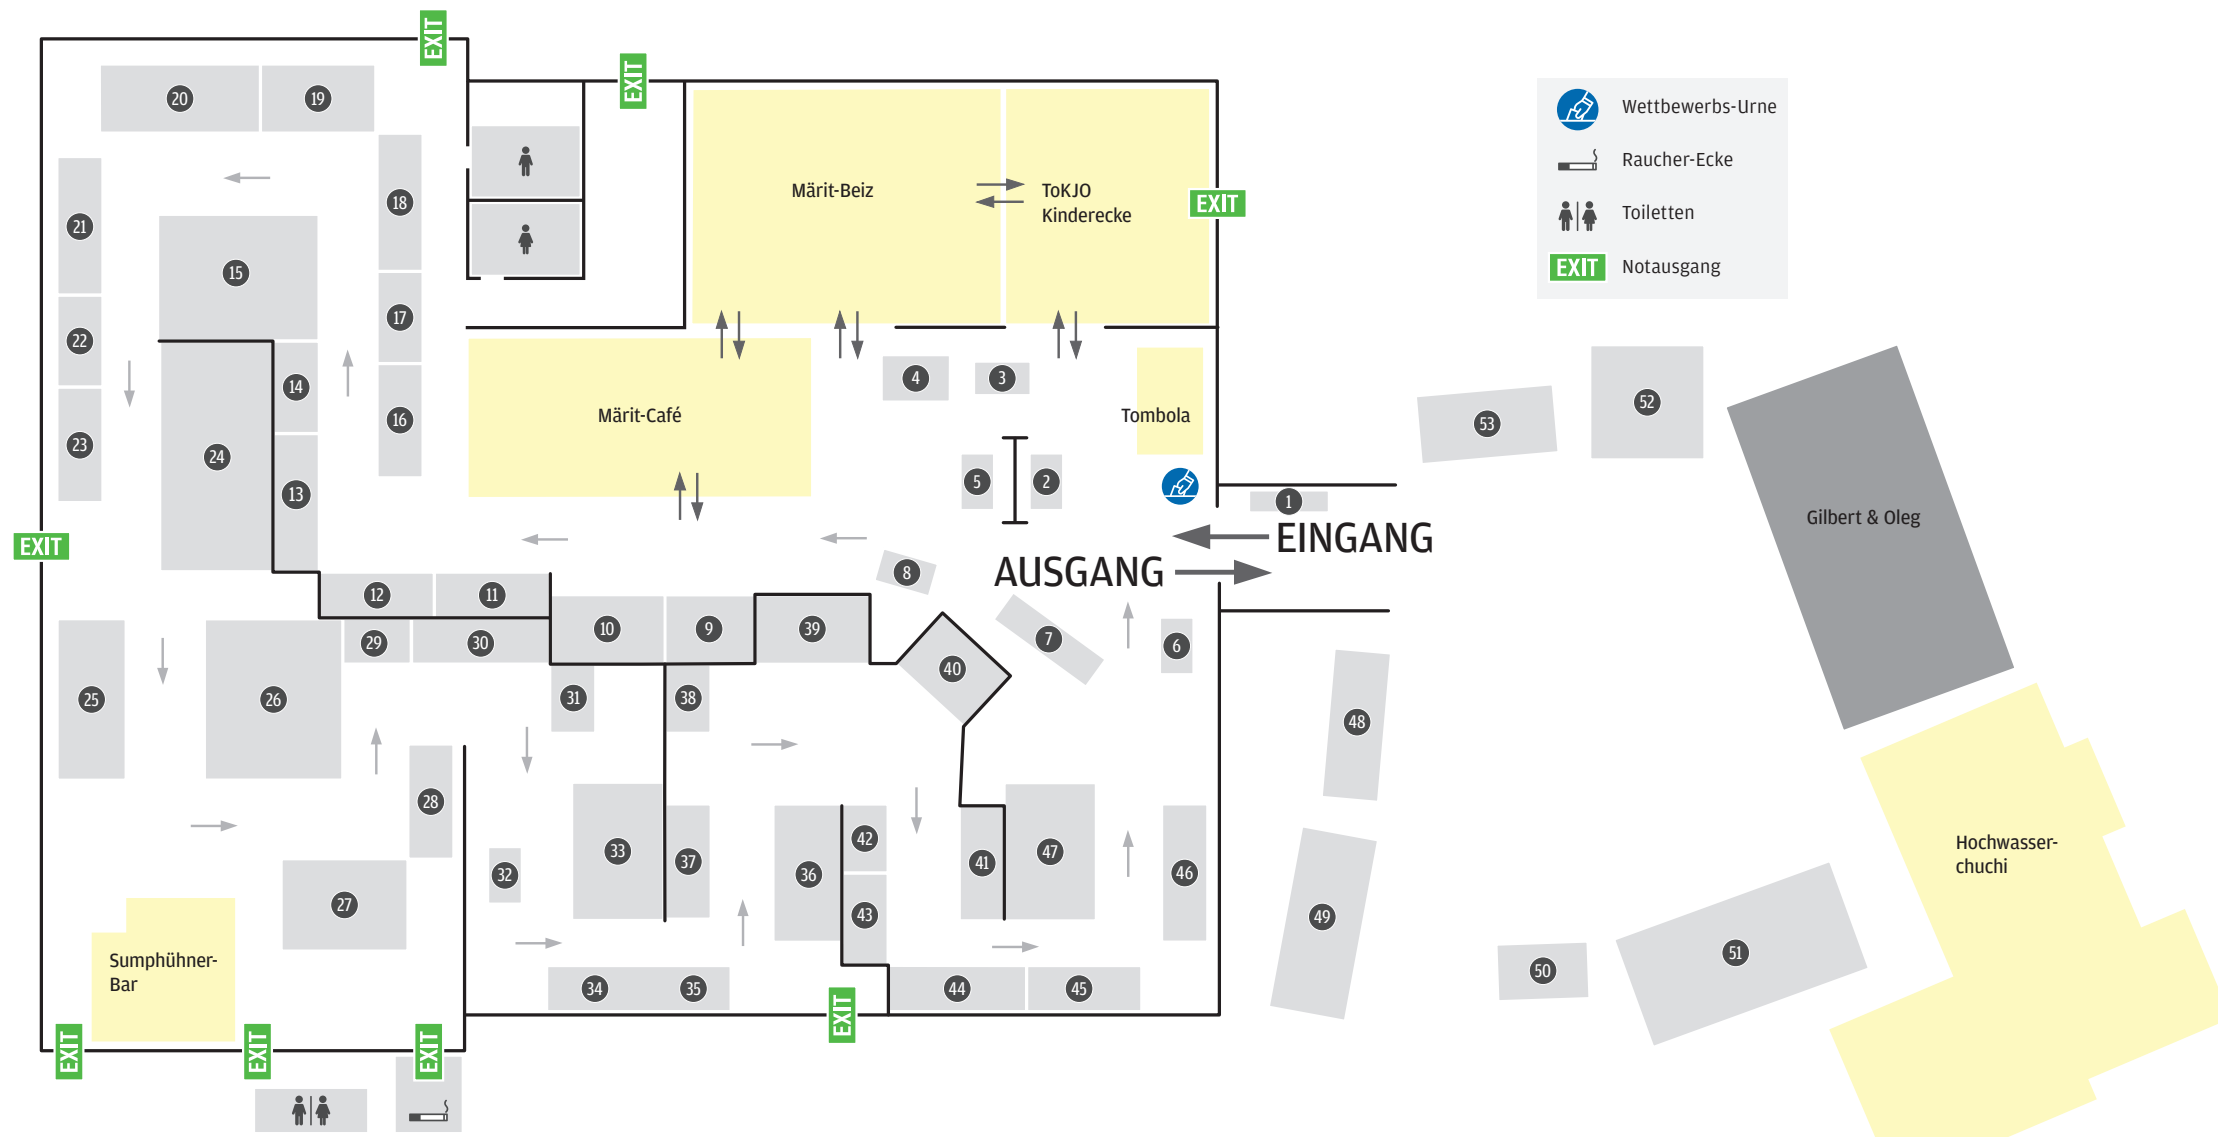 EXIT
EXIT
20
19
Wettbewerbs-Urne
Raucher-Ecke
Toiletten
EXIT
Notausgang
18
21
Märit-Beiz
ToKJO
Kinderecke
EXIT
15
17
22
14
4
3
16
Märit-Café
Tombola
53
52
23
24
13
5
2
1
EXIT
EINGANG
Gilbert & Oleg
AUSGANG
8
12
11
10
9
39
7
6
29
30
40
25
26
31
38
48
28
33
42
47
32
37
36
41
46
Hochwasser-
chuchi
27
43
49
Sumphühner-
Bar
51
50
34
35
44
45
EXIT
EXIT
EXIT
EXIT